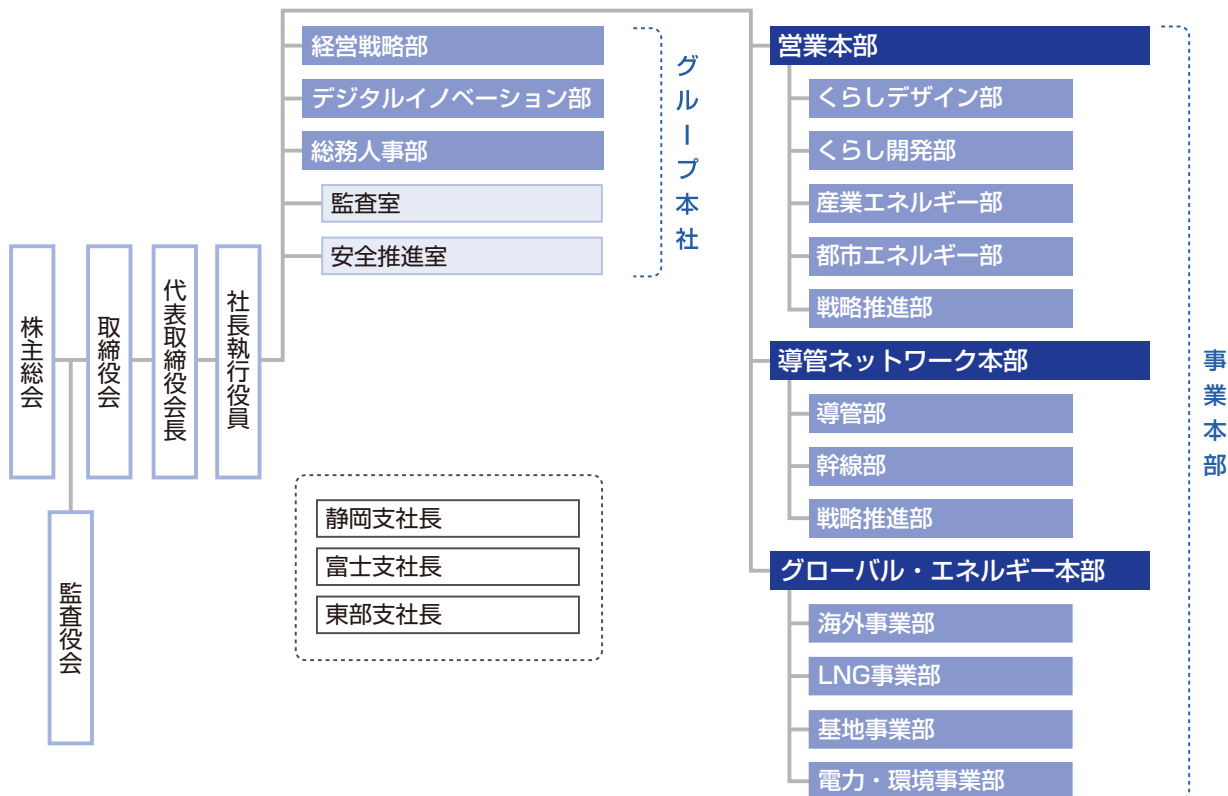 株主総会
監査役会
取締役会
代表取締役会長
社長執行役員
経営戦略部
デジタルイノベーション部
総務人事部
監査室
安全推進室
グループ本社
静岡支社長
富士支社長
東部支社長
営業本部
くらしデザイン部
くらし開発部
産業エネルギー部
都市エネルギー部
戦略推進部
導管ネットワーク本部
導管部
幹線部
戦略推進部
グローバル・エネルギー本部
海外事業部
LNG事業部
基地事業部
電力・環境事業部
事業本部